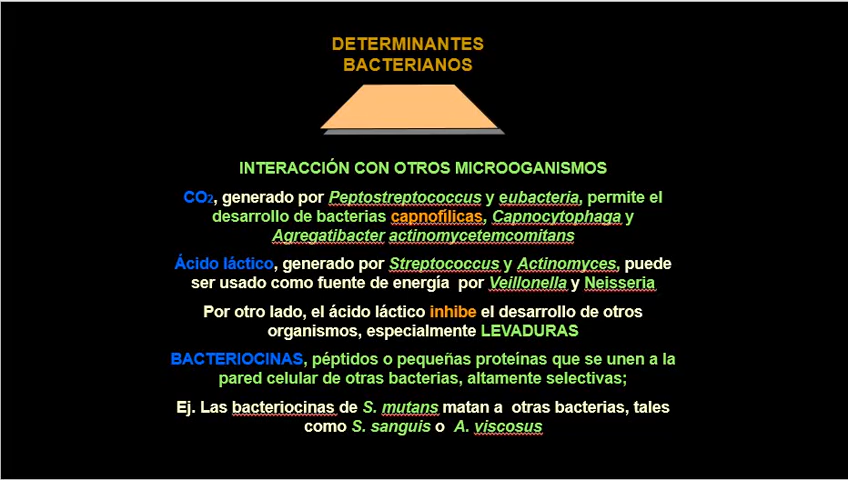 DETERMINANTES
BACTERIANOS
INTERACCIÓN CON OTROS MICROOGANISMOS
CO₂, generado por Peptostreptococcus y eubacteria, permite el
desarrollo de bacterias capnofílicas, Capnocytophaga y
Agregatibacter actinomycetemcomitans
Ácido láctico, generado por Streptococcus y Actinomyces, puede
ser usado como fuente de energía por Veillonella y Neisseria
Por otro lado, el ácido láctico inhibe el desarrollo de otros
organismos, especialmente LEVADURAS
BACTERIOCINAS, péptidos o pequeñas proteínas que se unen a la
pared celular de otras bacterias, altamente selectivas;
Ej. Las bacteriocinas de S. mutans matan a otras bacterias, tales
como S. sanguis o A. viscosus